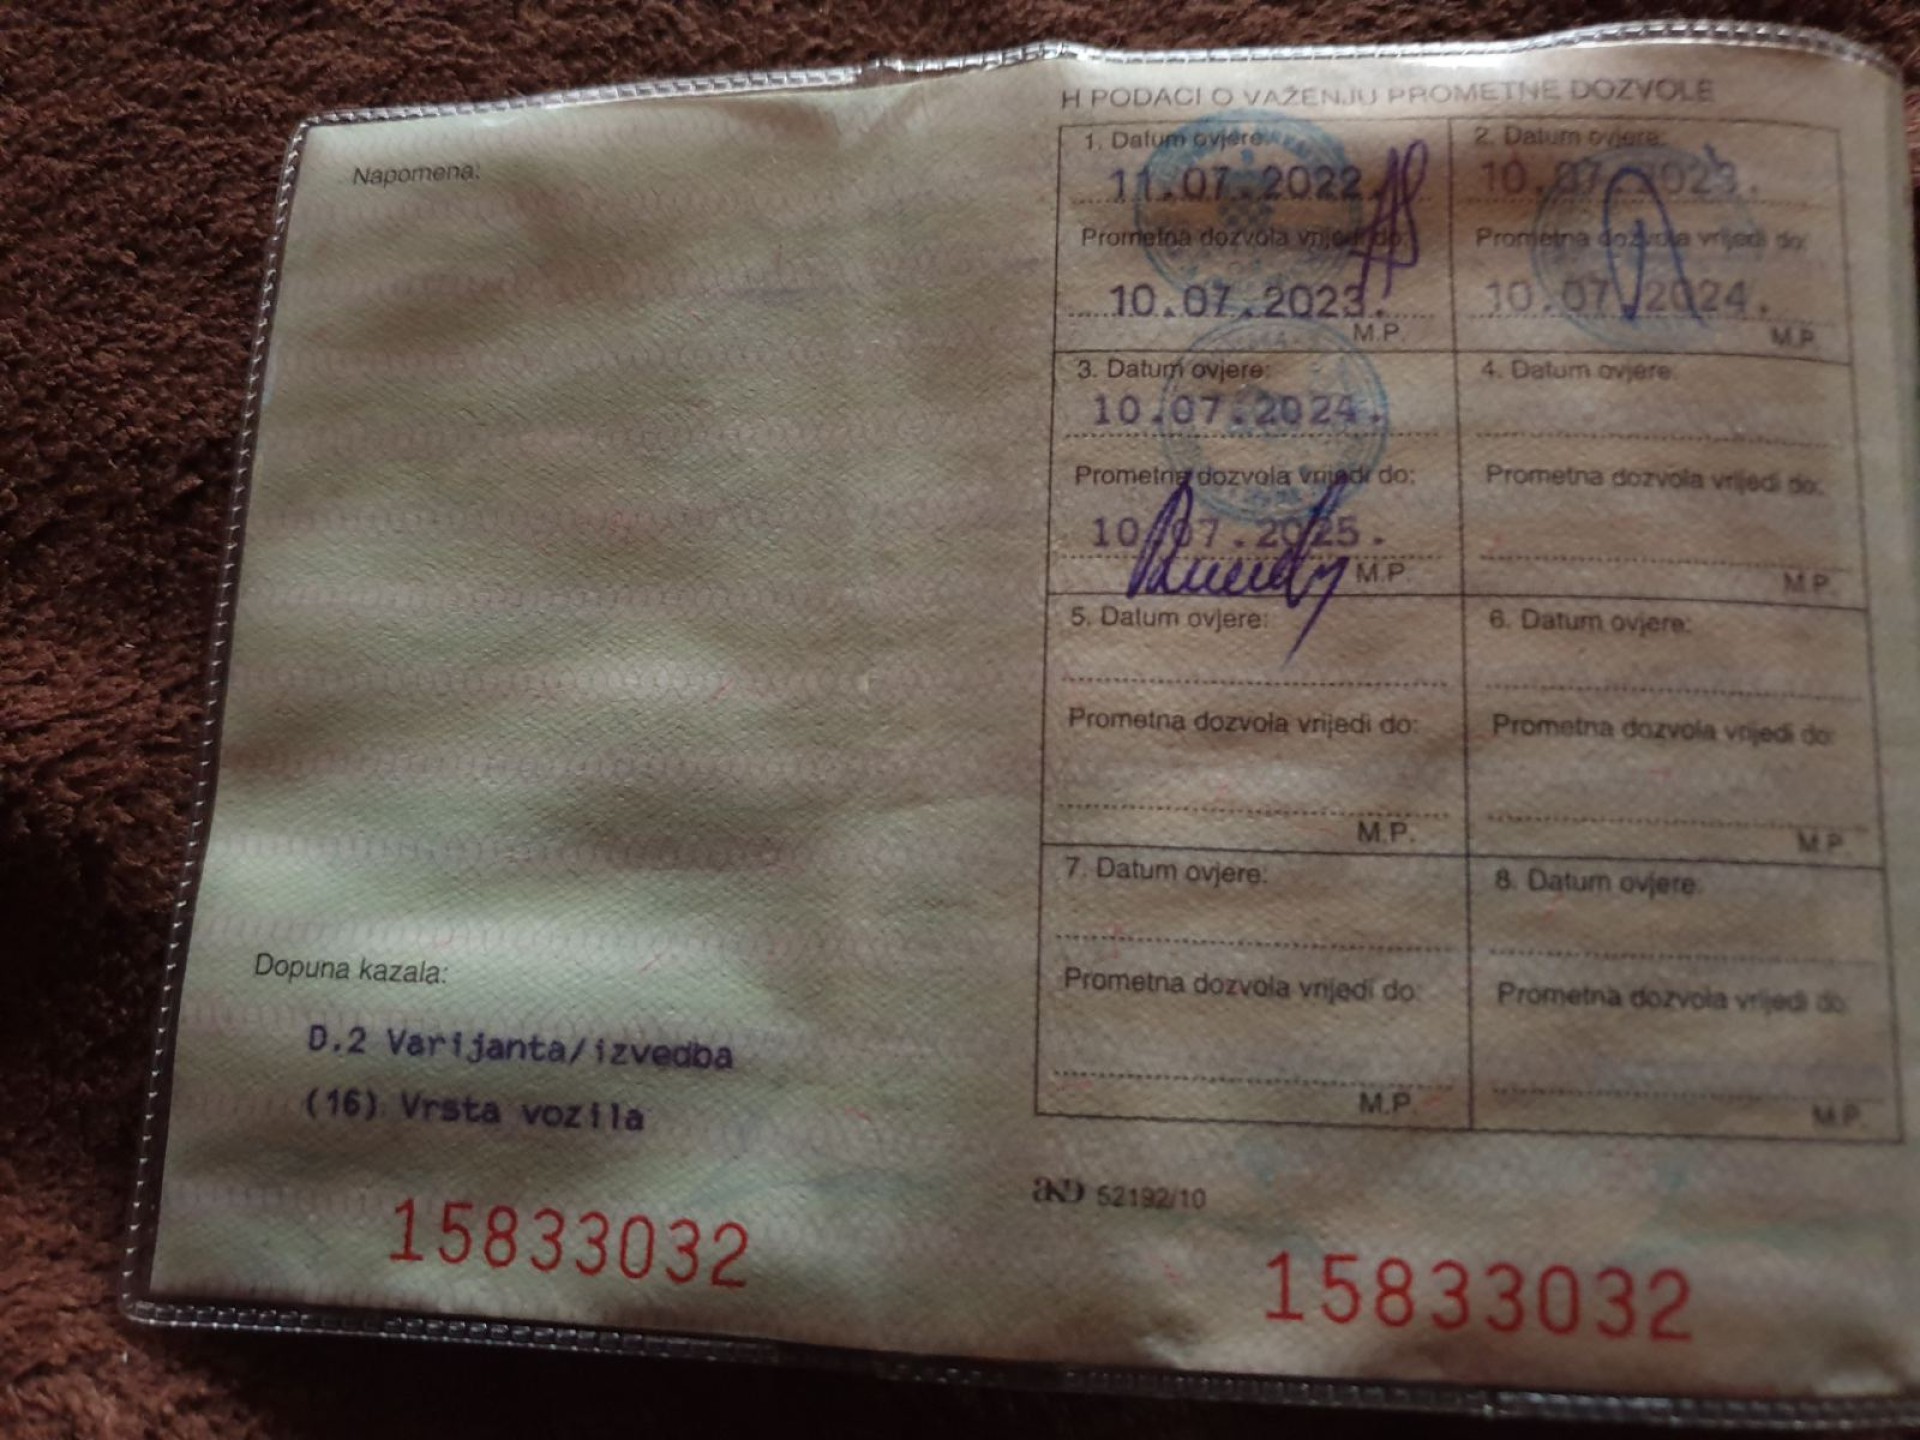 Napomena:
Dopuna kazala:
D.2 Varijanta/izvedba
(16) Vrsta vozila
15833032
H PODACI O VAŽENJU PROMETNE DOZVOLE
1. Datum ovjere:
11.07.2022.
Prometna dozvola vrijedi do:
10.07.2023.
M.P.
2. Datum ovjere:
10.07.2023.
Prometna dozvola vrijedi do:
10.07.2024.
M.P.
3. Datum ovjere:
10.07.2024.
Prometna dozvola vrijedi do:
10.07.2025.
M.P.
4. Datum ovjere:
Prometna dozvola vrijedi do:
M.P.
5. Datum ovjere:
Prometna dozvola vrijedi do:
M.P.
6. Datum ovjere:
Prometna dozvola vrijedi do:
M.P.
7. Datum ovjere:
Prometna dozvola vrijedi do:
M.P.
8. Datum ovjere:
Prometna dozvola vrijedi do:
M.P.
AKD 52192/10
15833032